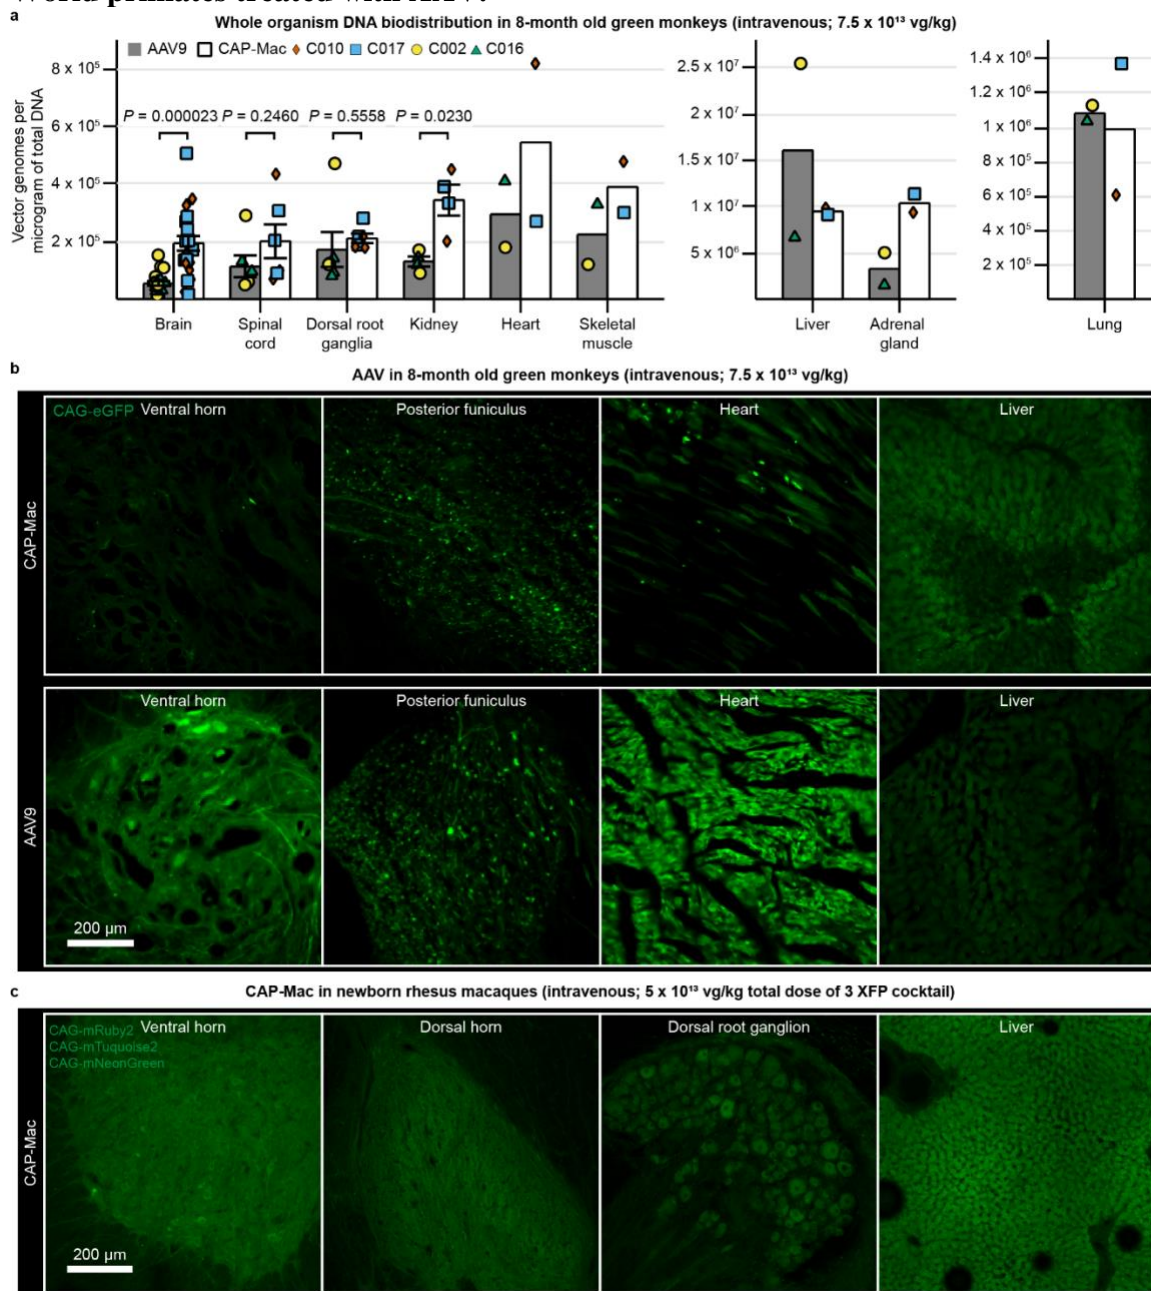 World primates treated with AAV.
a
Whole organism DNA biodistribution in 8-month old green monkeys (intravenous; 7.5 x 10¹³ vg/kg)
AAV9 CAP-Mac C010 C017 C002 C016
Vector genomes per
microgram of total DNA
8 x 10⁵
6 x 10⁵
4 x 10⁵
2 x 10⁵
P = 0.000023 P = 0.2460 P = 0.5558 P = 0.0230
Brain
Spinal
cord
Dorsal root
ganglia
Kidney
Heart
Skeletal
muscle
2.5 x 10⁷
2 x 10⁷
1.5 x 10⁷
1 x 10⁷
5 x 10⁶
Liver
Adrenal
gland
1.4 x 10⁶
1.2 x 10⁶
1 x 10⁶
8 x 10⁵
6 x 10⁵
4 x 10⁵
2 x 10⁵
Lung
b
AAV in 8-month old green monkeys (intravenous; 7.5 x 10¹³ vg/kg)
CAP-Mac
CAG-eGFP
Ventral horn
Posterior funiculus
Heart
Liver
AAV9
Ventral horn
Posterior funiculus
Heart
Liver
200 µm
c
CAP-Mac in newborn rhesus macaques (intravenous; 5 x 10¹³ vg/kg total dose of 3 XFP cocktail)
CAP-Mac
CAG-mRuby2
CAG-mTuquoise2
CAG-mNeonGreen
Ventral horn
Dorsal horn
Dorsal root ganglion
Liver
200 µm